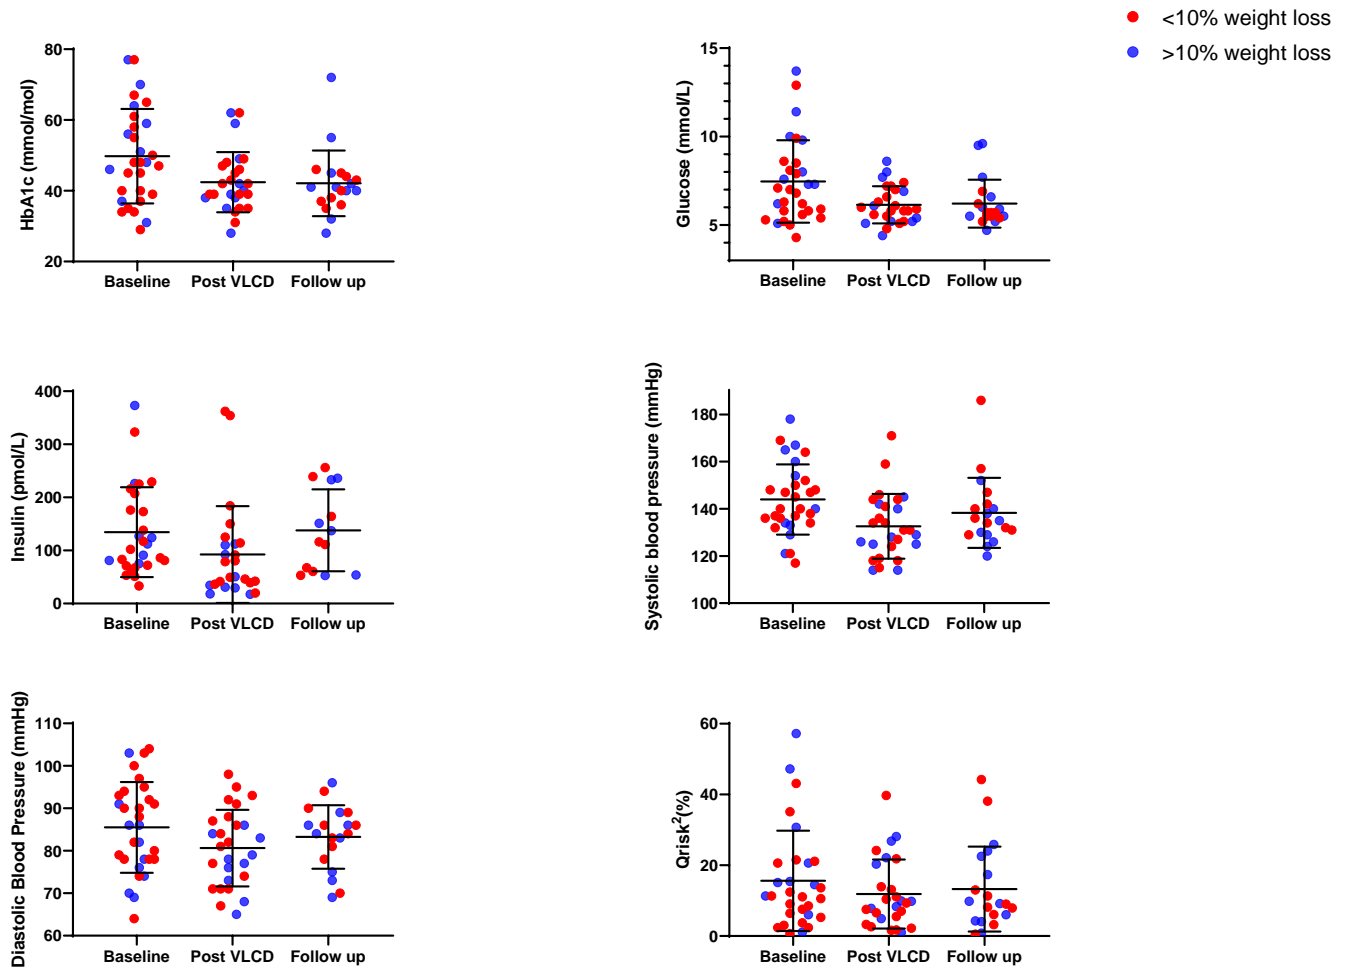 <10% weight loss
>10% weight loss
HbA1c (mmol/mol)
80
60
40
20
Baseline Post VLCD Follow up
Glucose (mmol/L)
15
10
5
Baseline Post VLCD Follow up
Insulin (pmol/L)
400
300
200
100
0
Baseline Post VLCD Follow up
Systolic blood pressure (mmHg)
180
160
140
120
100
Baseline Post VLCD Follow up
Diastolic Blood Pressure (mmHg)
110
100
90
80
70
60
Baseline Post VLCD Follow up
Qrisk²(%)
60
40
20
0
Baseline Post VLCD Follow up